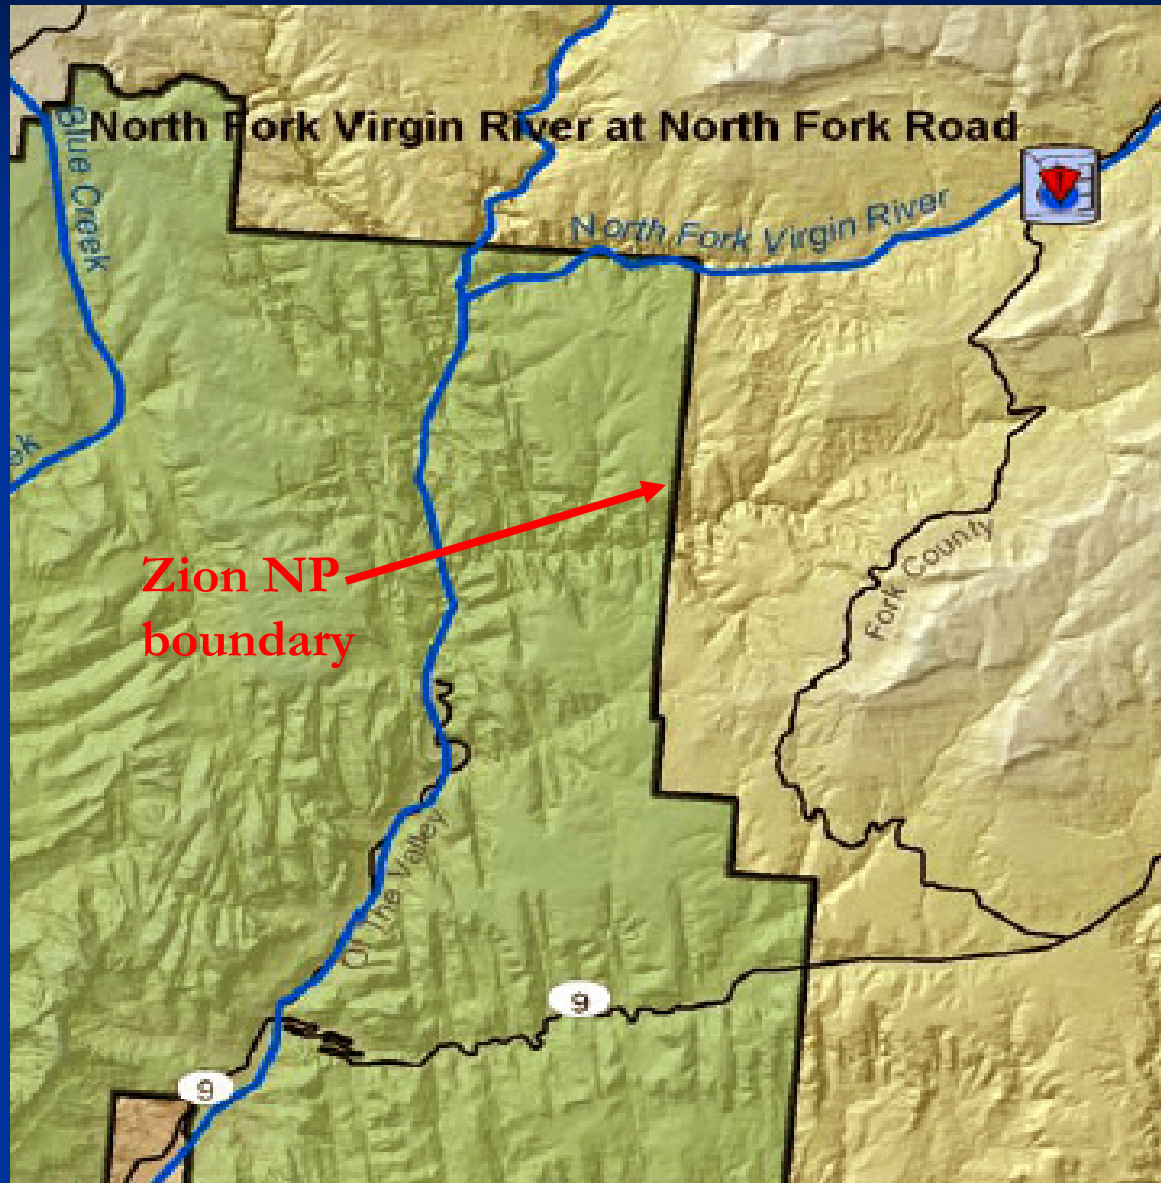 North Fork Virgin River at North Fork Road
Blue Creek
North Fork Virgin River
ek
Fork County
Zion NP
boundary
Of The Valley
9
9